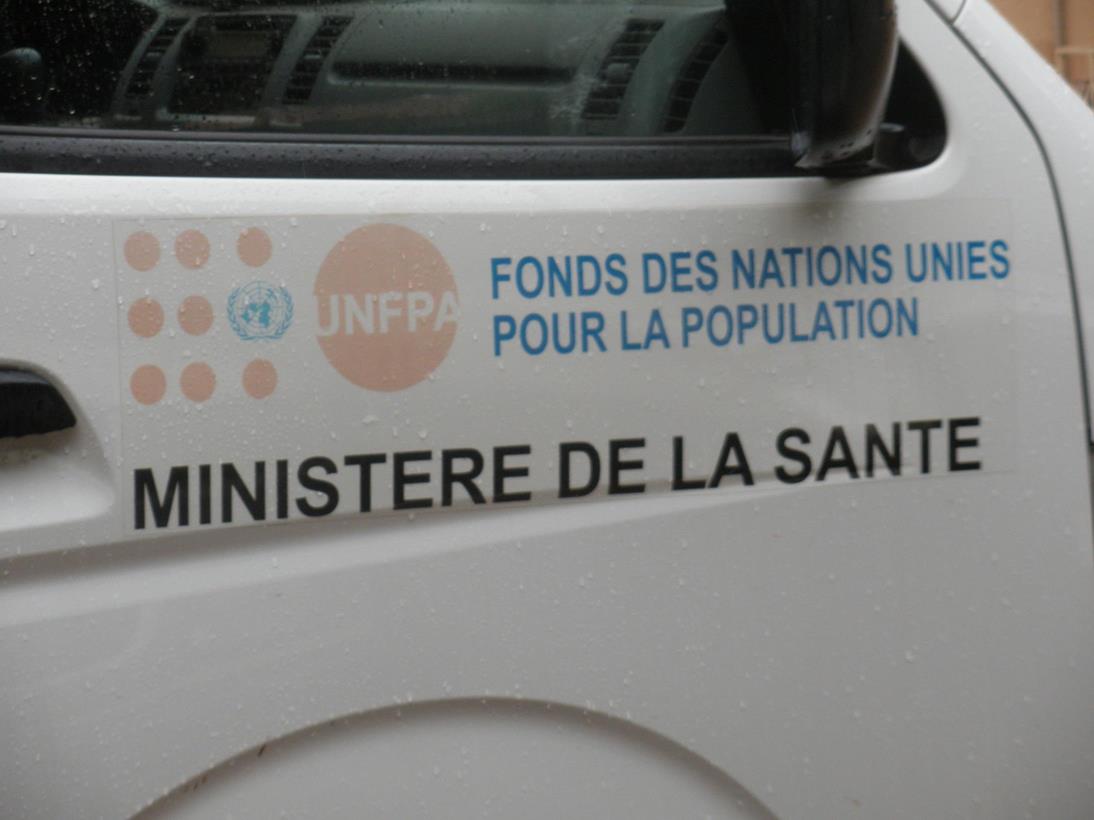 UNFPA
FONDS DES NATIONS UNIES
POUR LA POPULATION
MINISTERE DE LA SANTE